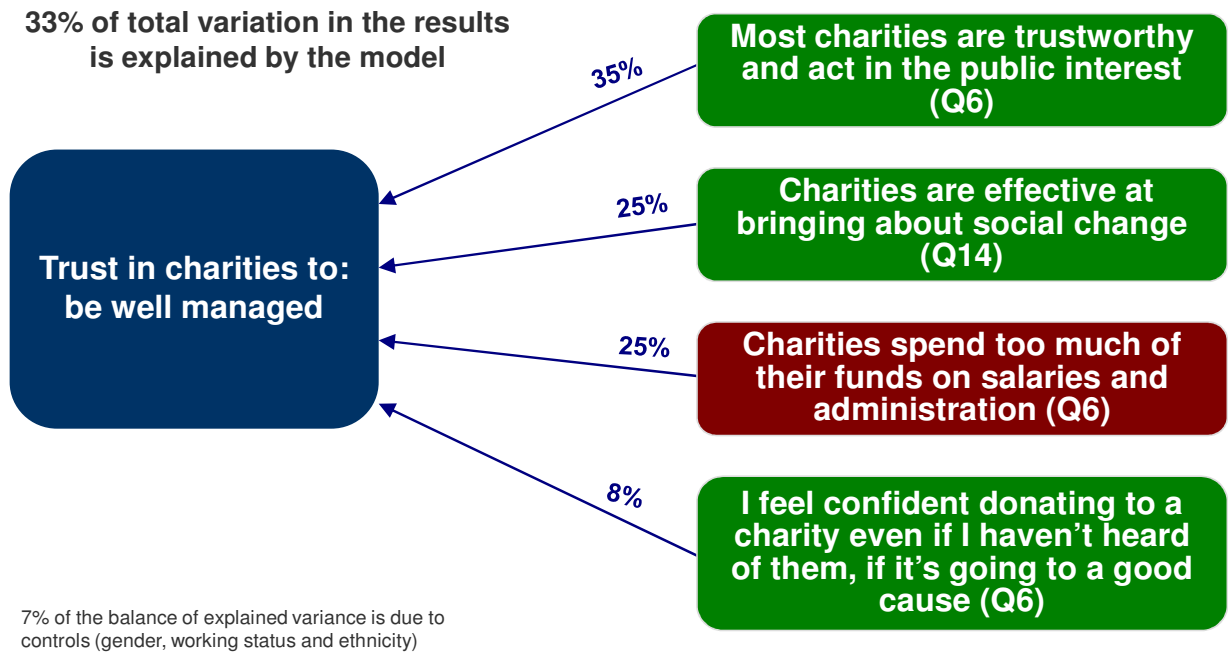 33% of total variation in the results
is explained by the model
Trust in charities to:
be well managed
35%
Most charities are trustworthy
and act in the public interest
(Q6)
25%
Charities are effective at
bringing about social change
(Q14)
25%
Charities spend too much of
their funds on salaries and
administration (Q6)
8%
I feel confident donating to a
charity even if I haven’t heard
of them, if it’s going to a good
cause (Q6)
7% of the balance of explained variance is due to
controls (gender, working status and ethnicity)